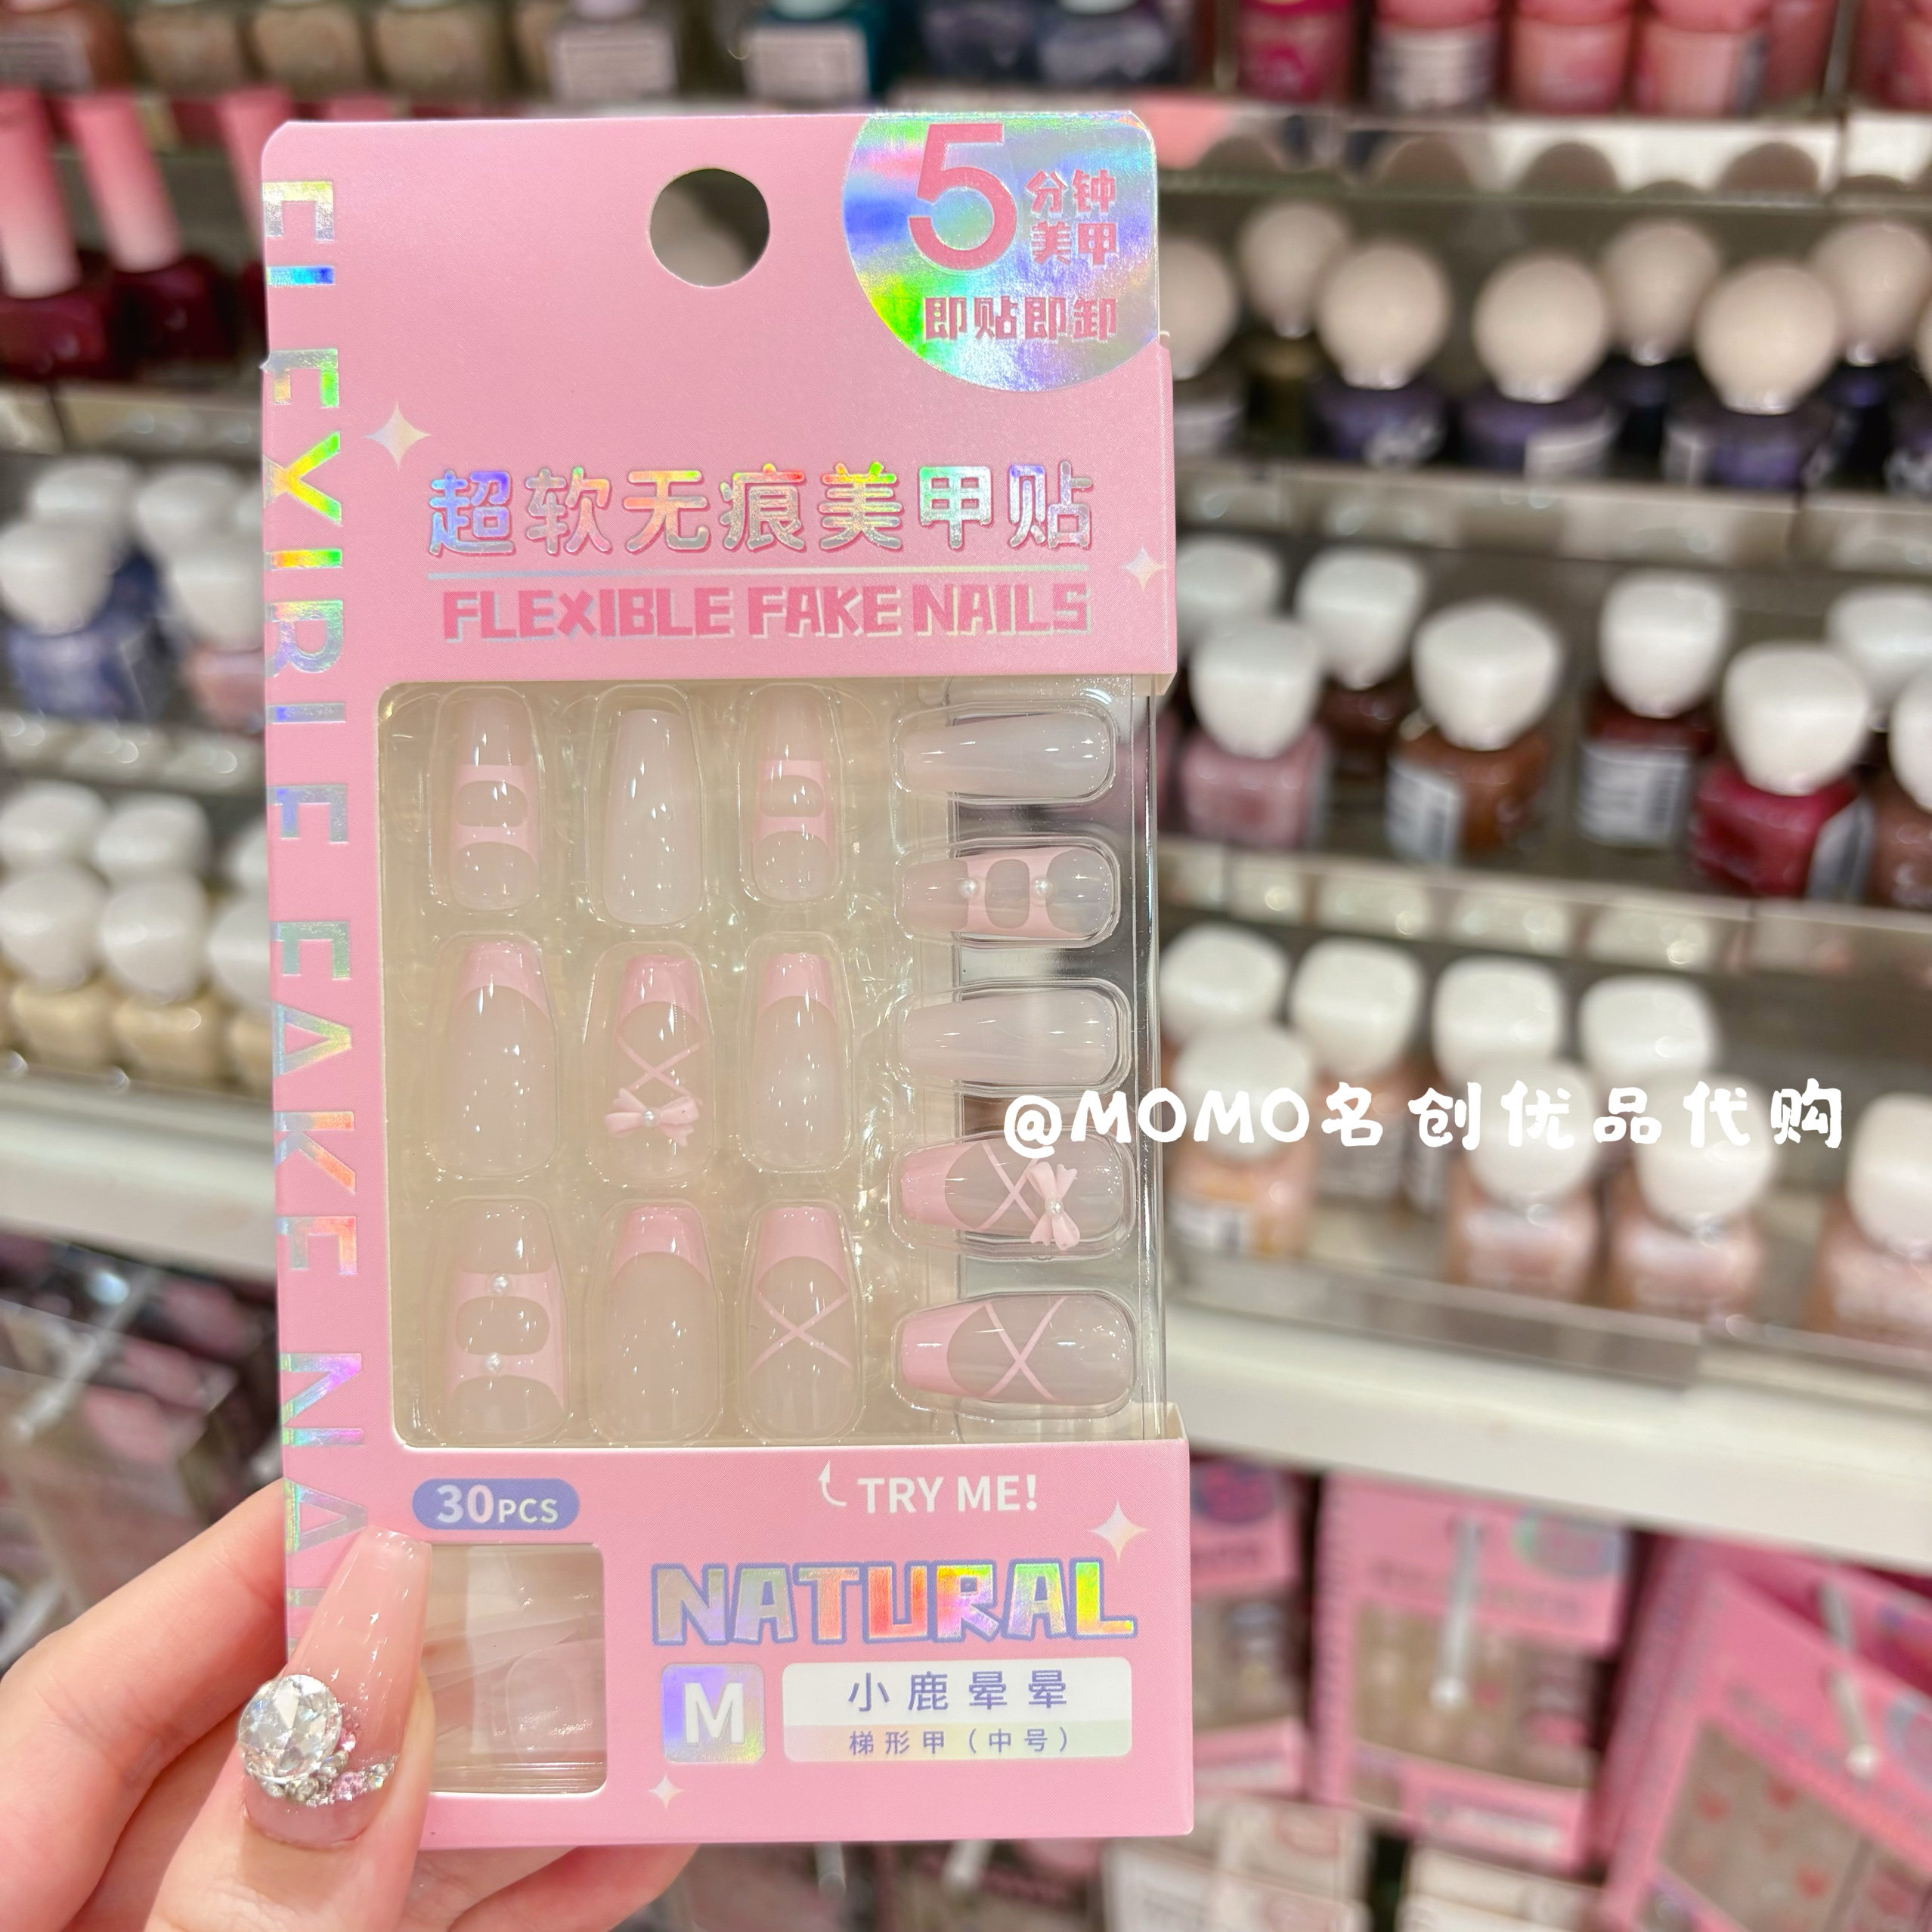 5
分钟
美甲
即贴即卸
超软无痕美甲贴
FLEXIBLE FAKE NAILS
FLEXIBLE FAKE NAIL
@MOMO名创优品代购
30PCS
TRY ME!
NATURAL
M
小鹿晕晕
梯形甲（中号）